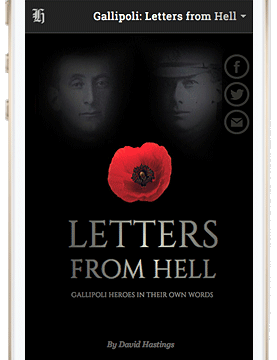 Gallipoli: Letters from Hell
LETTERS
FROM HELL
GALLIPOLI HEROES IN THEIR OWN WORDS
By David Hastings